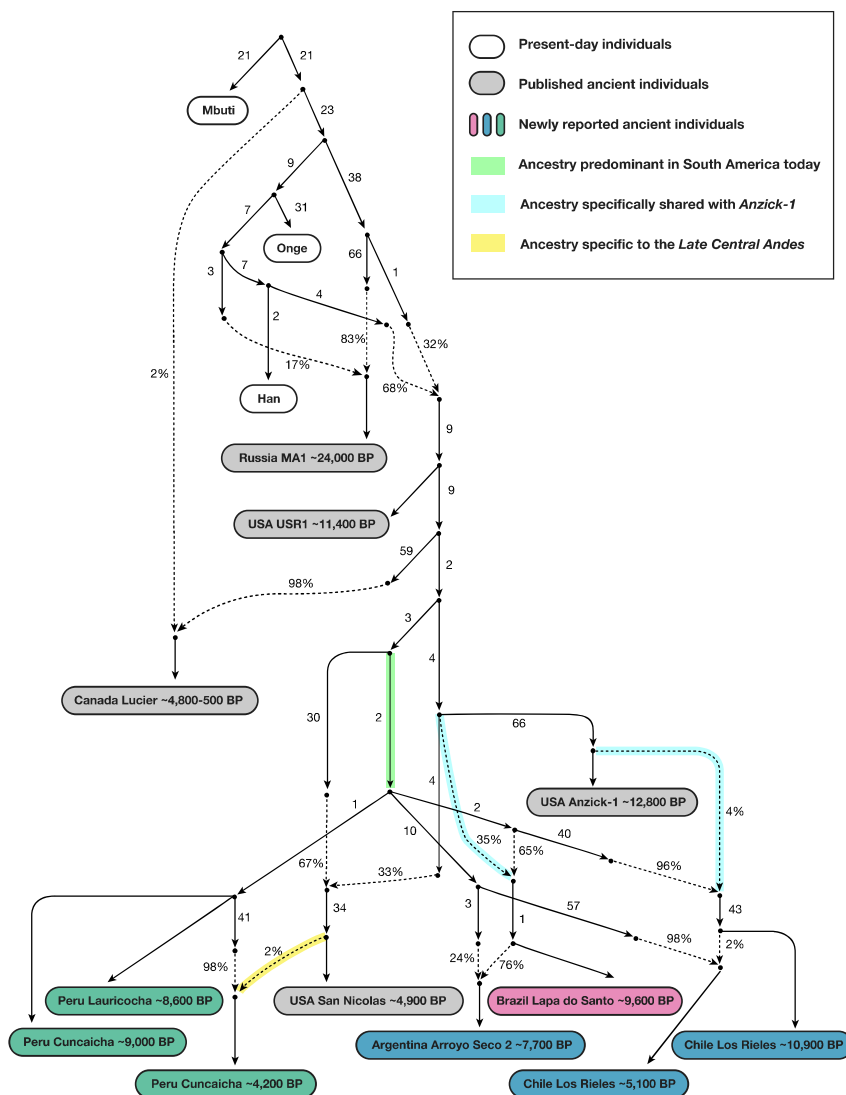 21
21
Mbuti
Present-day individuals
Published ancient individuals
Newly reported ancient individuals
Ancestry predominant in South America today
Ancestry specifically shared with Anzick-1
Ancestry specific to the Late Central Andes
23
9
38
7
31
Onge
3
7
66
1
4
2
83%
32%
17%
2%
68%
Han
9
Russia MA1 ~24,000 BP
9
USA USR1 ~11,400 BP
59
2
98%
3
4
Canada Lucier ~4,800-500 BP
30
2
66
4
USA Anzick-1 ~12,800 BP
1
10
2
40
4%
35%
65%
67%
33%
96%
41
34
3
57
1
43
98%
2%
24%
76%
98%
2%
Peru Lauricocha ~8,600 BP
USA San Nicolas ~4,900 BP
Brazil Lapa do Santo ~9,600 BP
Peru Cuncaicha ~9,000 BP
Argentina Arroyo Seco 2 ~7,700 BP
Chile Los Rieles ~10,900 BP
Peru Cuncaicha ~4,200 BP
Chile Los Rieles ~5,100 BP